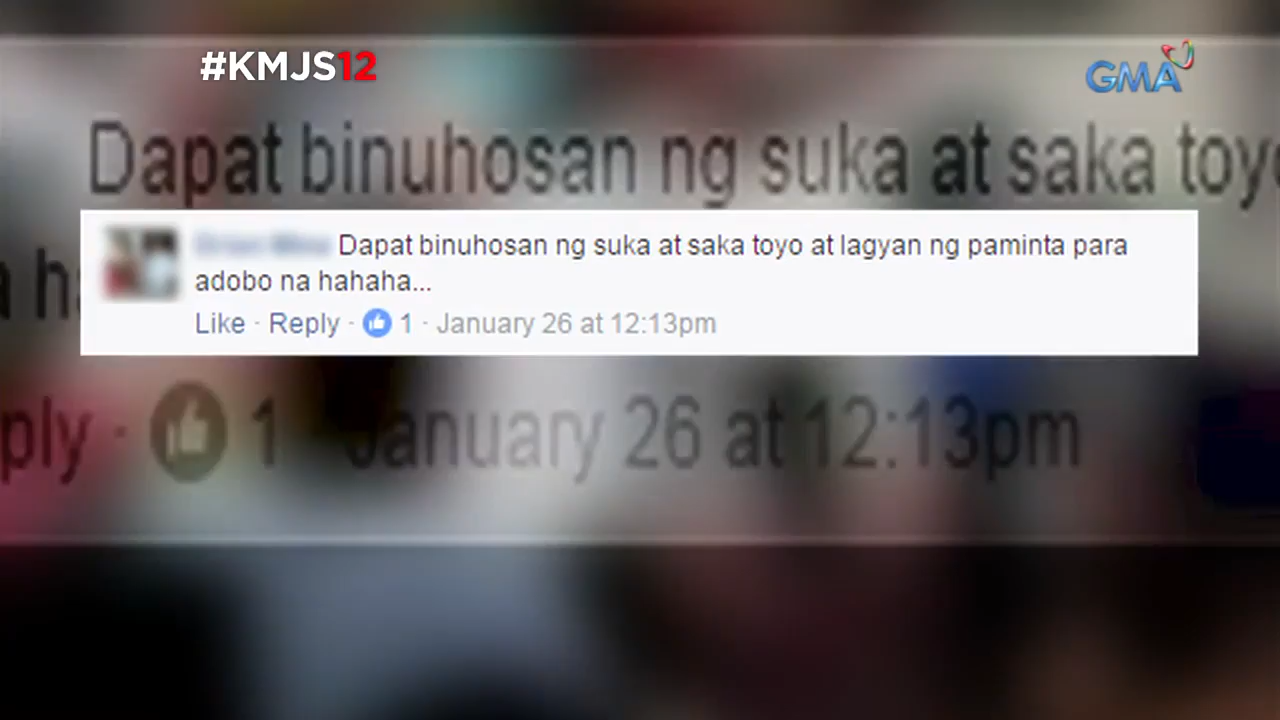 #KMJS12
GMA
Dapat binuhosan ng suka at saka toyo
Dapat binuhosan ng suka at saka toyo at lagyan ng paminta para
adobo na hahaha...
Like · Reply · 1 · January 26 at 12:13pm
ply · 1 January 26 at 12:13pm